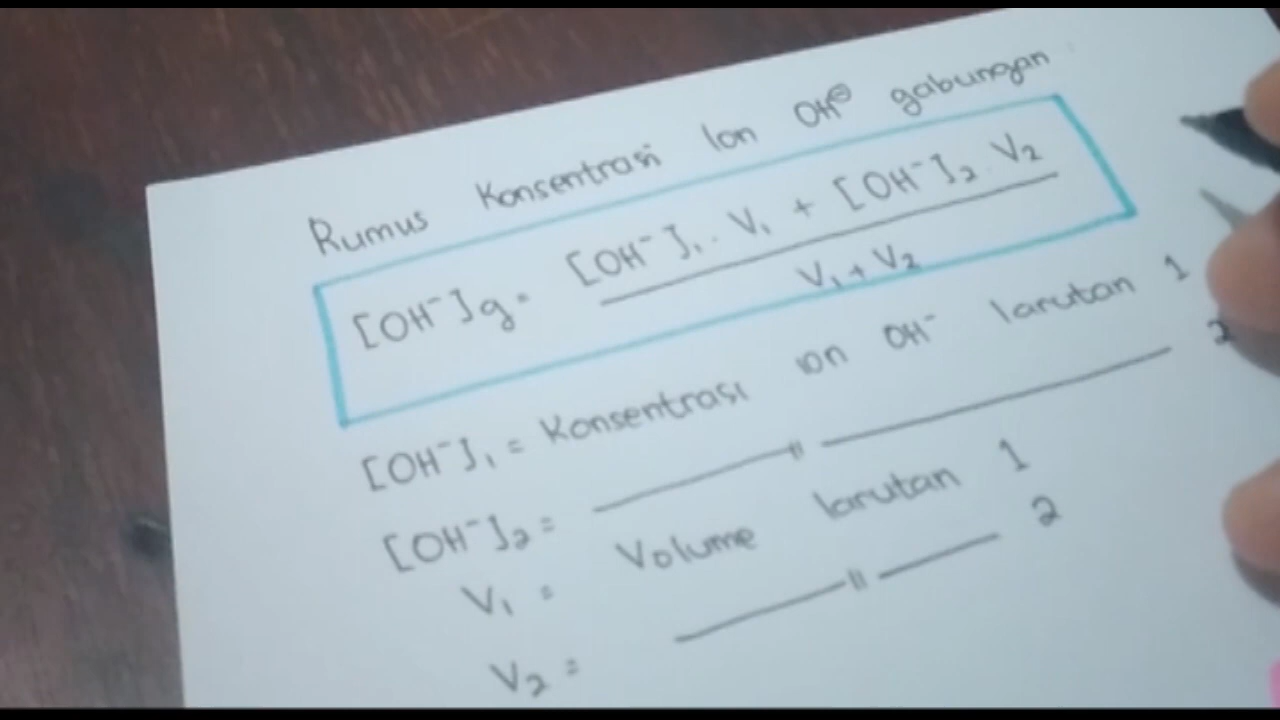 Rumus Konsentrasi Ion OH⊖ gabungan
[OH⁻]g = [OH⁻]₁ . V₁ + [OH⁻]₂ . V₂
V₁ + V₂
[OH⁻]₁ = Konsentrasi ion OH⁻ larutan 1
[OH⁻]₂ = ——— 〃 ——— 2
V₁ = Volume larutan 1
V₂ = ——— 〃 ——— 2